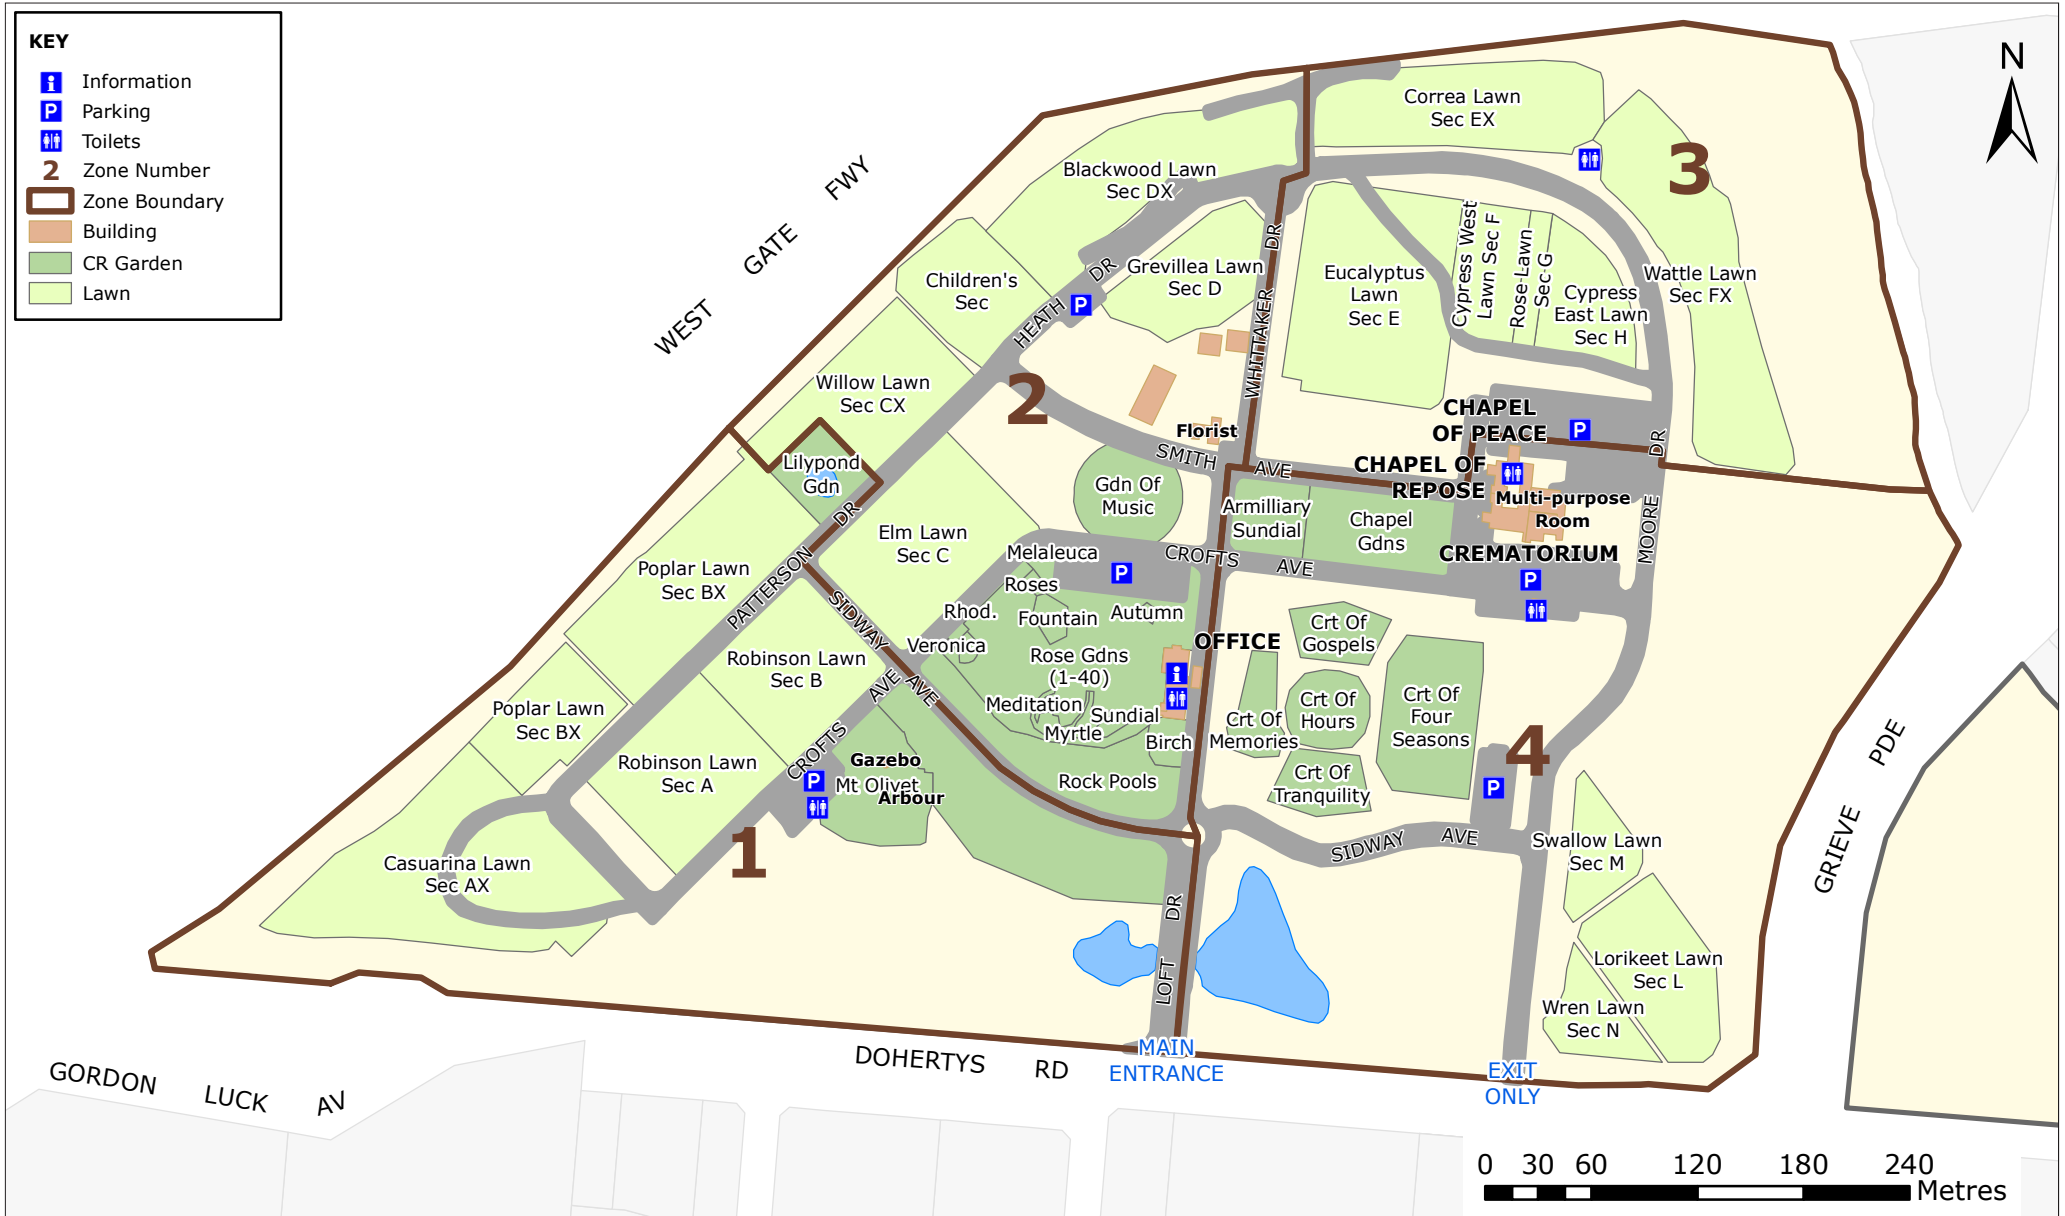 KEY
Information
Parking
Toilets
2 Zone Number
Zone Boundary
Building
CR Garden
Lawn
N
WEST GATE FWY
Correa Lawn
Sec EX
3
Blackwood Lawn
Sec DX
Children's
Sec
HEATH DR
P
Grevillea Lawn
Sec D
WHITTAKER DR
Eucalyptus
Lawn
Sec E
Cypress West
Lawn Sec F
Rose Lawn
Sec G
Cypress
East Lawn
Sec H
Wattle Lawn
Sec FX
Willow Lawn
Sec CX
2
Florist
SMITH AVE
CHAPEL
OF PEACE
P
CHAPEL OF
REPOSE
Multi-purpose
Room
CREMATORIUM
P
MOORE DR
Lilypond
Gdn
PATTERSON DR
Elm Lawn
Sec C
Gdn Of
Music
Armilliary
Sundial
Chapel
Gdns
CROFTS AVE
Poplar Lawn
Sec BX
Melaleuca
P
Roses
Rhod.
Fountain
Autumn
Veronica
SIDWAY AVE
Rose Gdns
(1-40)
OFFICE
i
Meditation
Sundial
Myrtle
Birch
Rock Pools
Crt Of
Gospels
Crt Of
Memories
Crt Of
Hours
Crt Of
Four
Seasons
Crt Of
Tranquility
4
P
Robinson Lawn
Sec B
Poplar Lawn
Sec BX
Robinson Lawn
Sec A
CROFTS AVE
P
Gazebo
Mt Olivet
Arbour
1
Casuarina Lawn
Sec AX
SIDWAY AVE
Swallow Lawn
Sec M
Lorikeet Lawn
Sec L
Wren Lawn
Sec N
LOFT DR
GRIEVE PDE
MAIN
ENTRANCE
EXIT
ONLY
GORDON LUCK AV
DOHERTYS RD
0 30 60 120 180 240
Metres